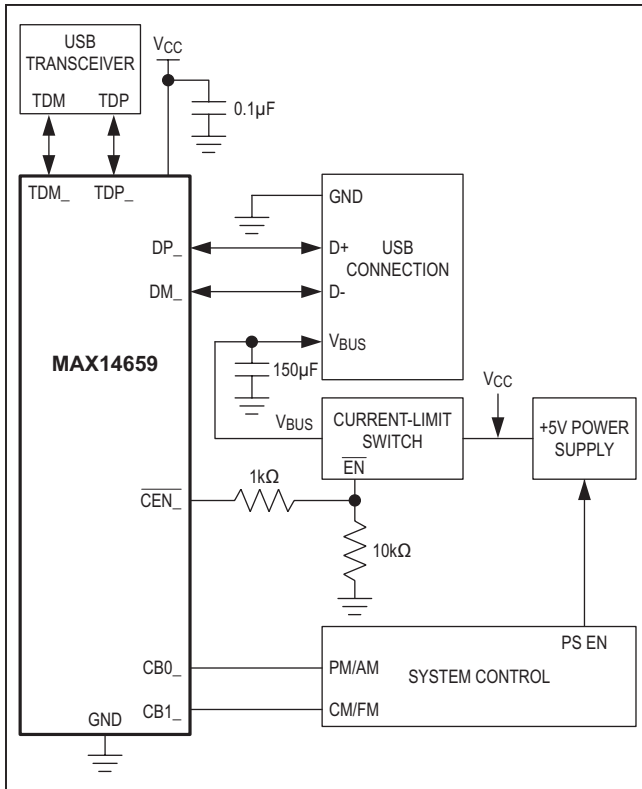 USB
TRANSCEIVER
TDM TDP
VCC
0.1µF
TDM_ TDP_
DP_
DM_
MAX14659
CEN_
CB0_
CB1_
GND
GND
D+
USB
CONNECTION
D-
VBUS
150µF
VBUS
CURRENT-LIMIT
SWITCH
EN
VCC
+5V POWER
SUPPLY
1kΩ
10kΩ
PS EN
PM/AM
SYSTEM CONTROL
CM/FM